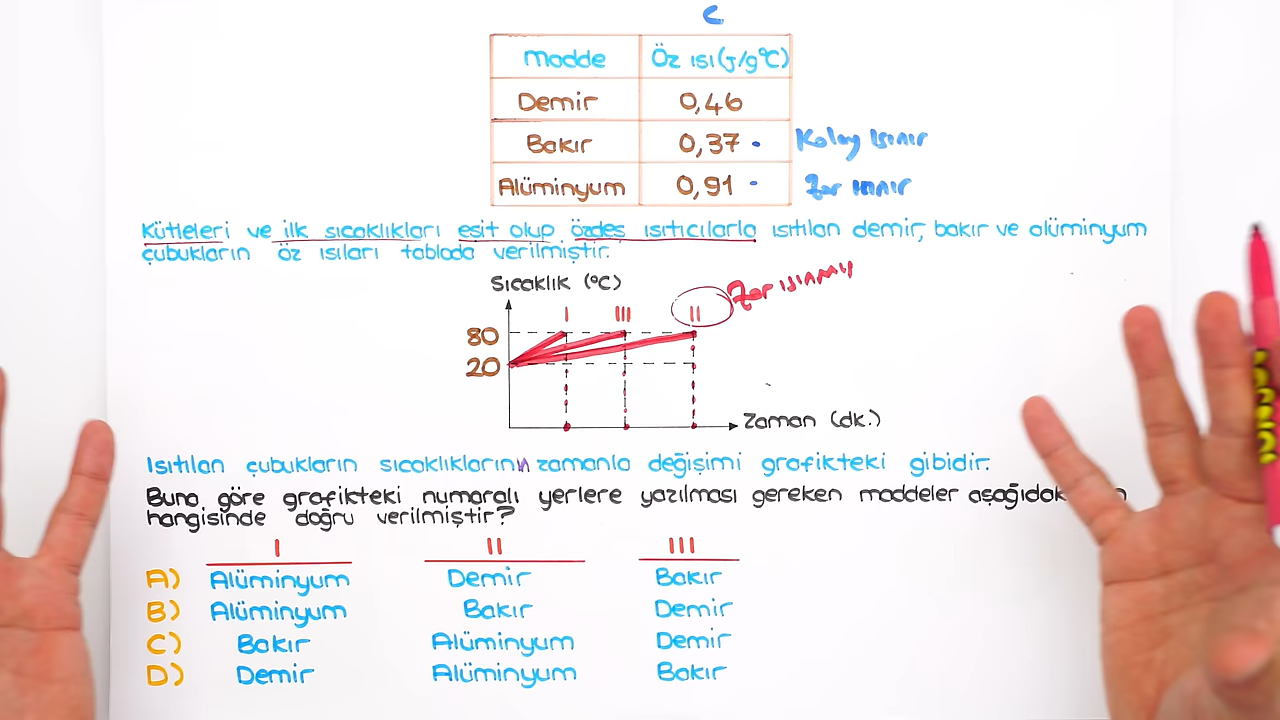 c
Madde Öz ısı (J/g°C)
Demir 0,46
Bakır 0,37 Kolay Isınır
Alüminyum 0,91 Zor ısınır
Kütleleri ve ilk sıcaklıkları eşit olup özdeş ısıtıcılarla ısıtılan demir, bakır ve alüminyum
çubukların öz ısıları tabloda verilmiştir.
Sıcaklık (°C)
Zor ısınmış
I III II
80
20
Zaman (dk.)
Isıtılan çubukların sıcaklıklarının zamanla değişimi grafikteki gibidir.
Buna göre grafikteki numaralı yerlere yazılması gereken maddeler
hangisinde doğru verilmiştir?
I II III
A) Alüminyum Demir Bakır
B) Alüminyum Bakır Demir
C) Bakır Alüminyum Demir
D) Demir Alüminyum Bakır